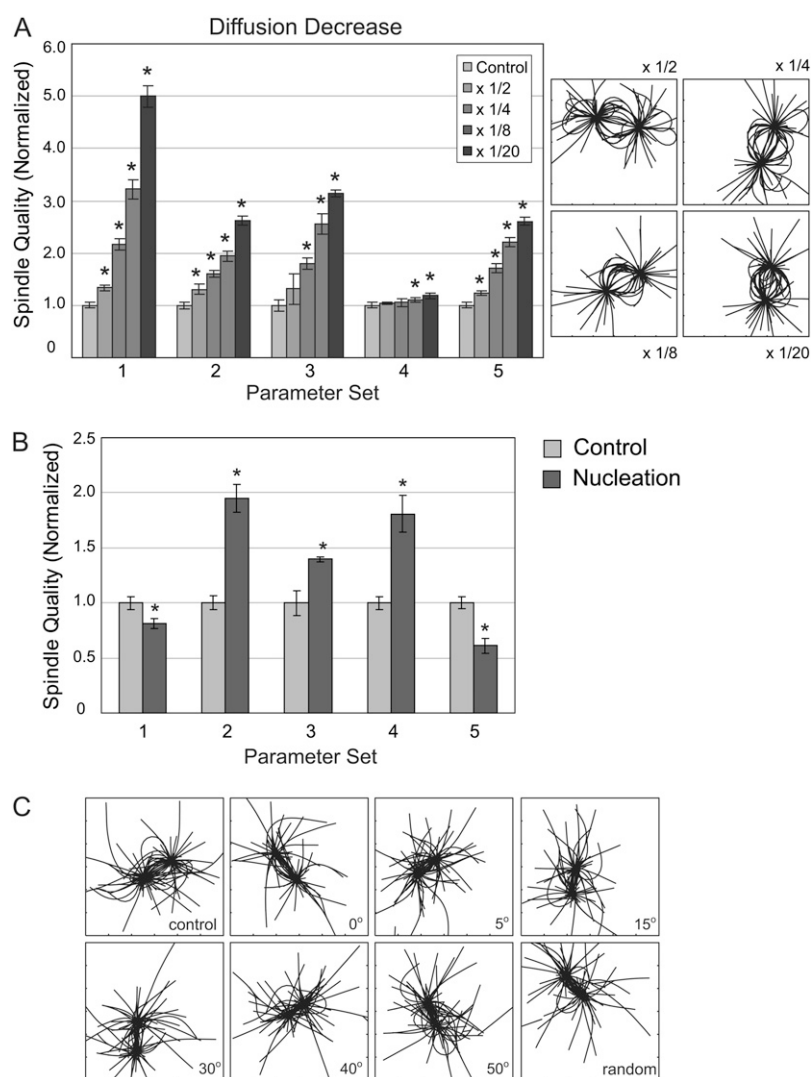 A
Diffusion Decrease
Spindle Quality (Normalized)
6.0
5.0
4.0
3.0
2.0
1.0
0
Control
x 1/2
x 1/4
x 1/8
x 1/20
* * * *
* * * *
* * *
* *
* * * *
1 2 3 4 5
Parameter Set
x 1/2
x 1/4
x 1/8
x 1/20
B
Spindle Quality (Normalized)
2.5
2.0
1.5
1.0
0.5
0
* * * * *
1 2 3 4 5
Parameter Set
Control
Nucleation
C
control
0°
5°
15°
30°
40°
50°
random